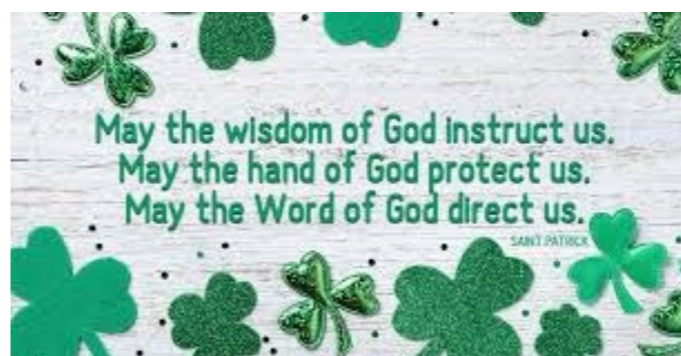 May the wisdom of God instruct us.
May the hand of God protect us.
May the Word of God direct us.
SAINT PATRICK